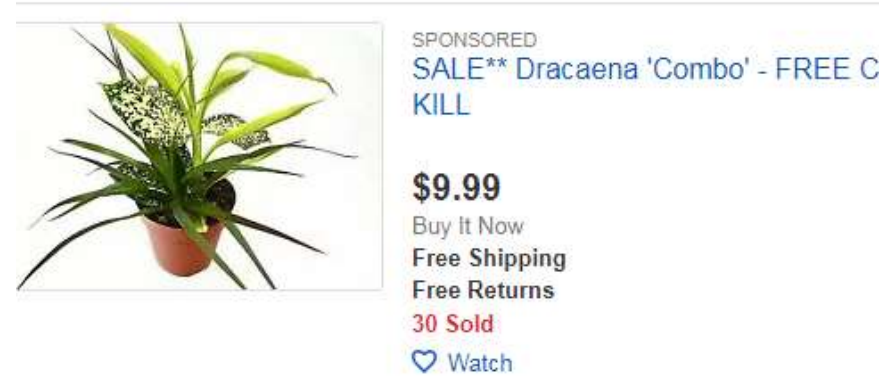 SPONSORED
SALE** Dracaena 'Combo' - FREE C
KILL
$9.99
Buy It Now
Free Shipping
Free Returns
30 Sold
Watch